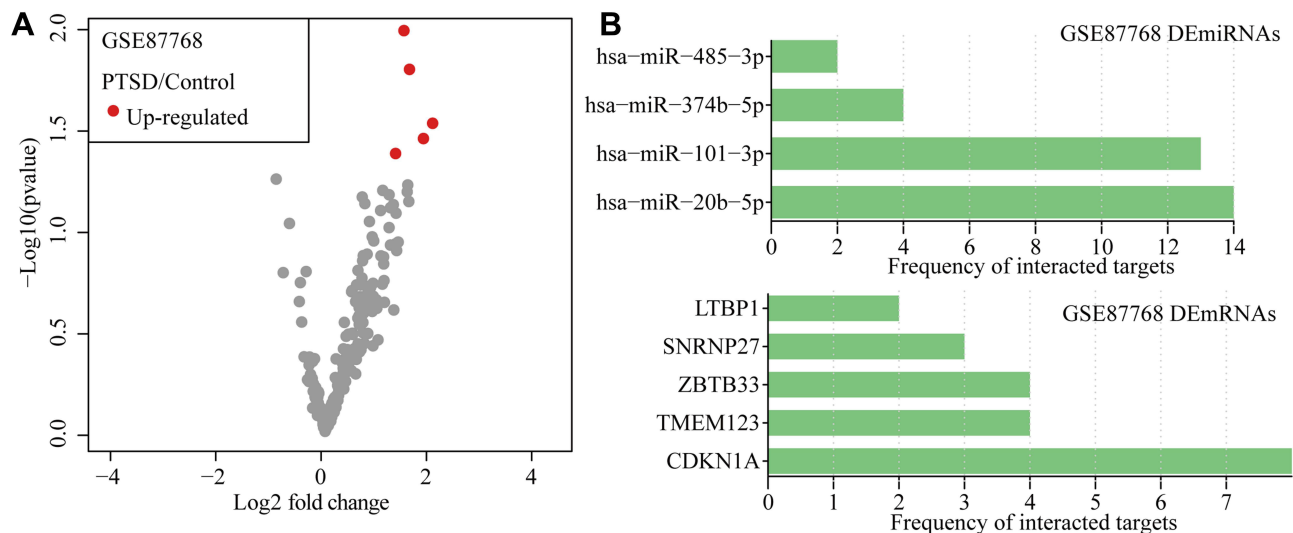 A
GSE87768
PTSD/Control
Up-regulated
2.0
1.5
1.0
0.5
0.0
−Log10(pvalue)
−4 −2 0 2 4
Log2 fold change
B
GSE87768 DEmiRNAs
hsa−miR−485−3p
hsa−miR−374b−5p
hsa−miR−101−3p
hsa−miR−20b−5p
0 2 4 6 8 10 12 14
Frequency of interacted targets
GSE87768 DEmRNAs
LTBP1
SNRNP27
ZBTB33
TMEM123
CDKN1A
0 1 2 3 4 5 6 7
Frequency of interacted targets